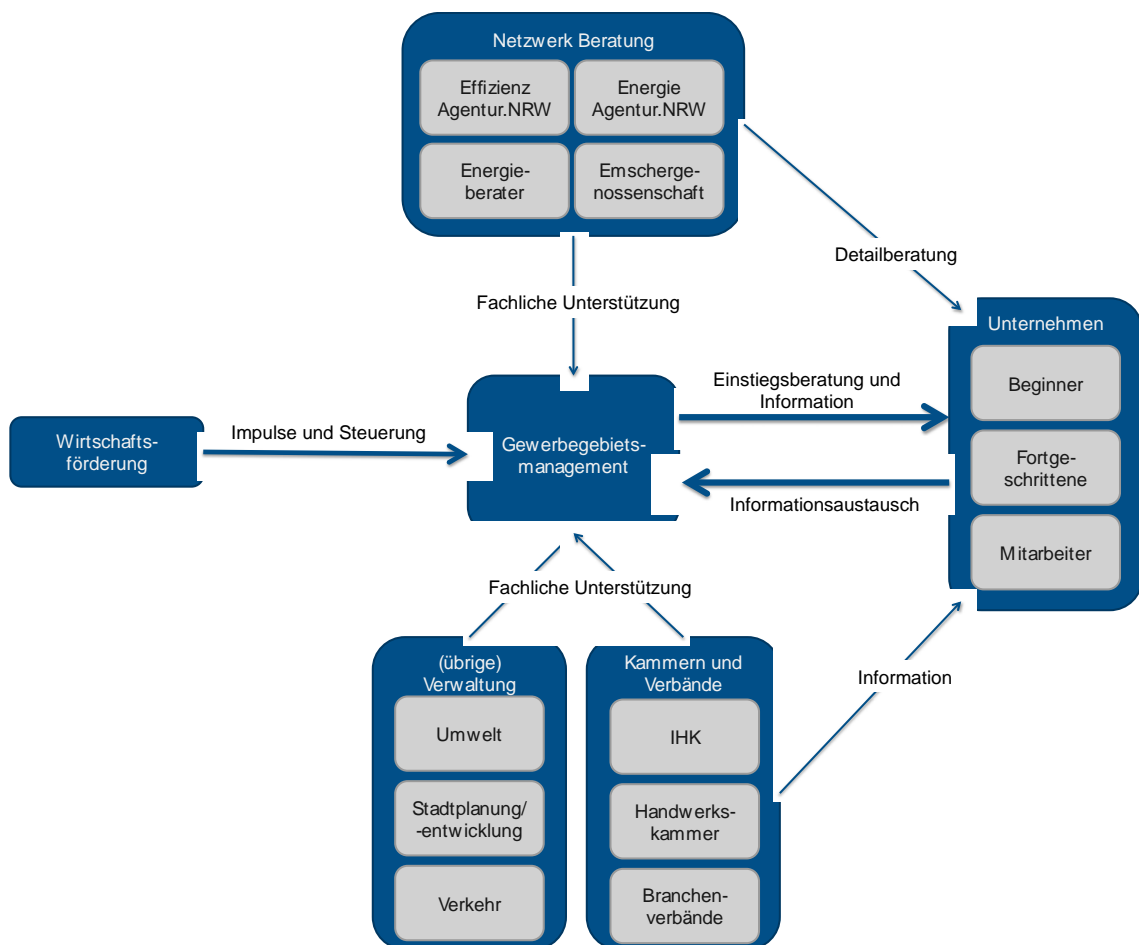 Netzwerk Beratung
Effizienz
Agentur.NRW
Energie
Agentur.NRW
Energie-
berater
Emscherge-
nossenschaft
Detailberatung
Fachliche Unterstützung
Unternehmen
Beginner
Fortge-
schrittene
Mitarbeiter
Einstiegsberatung und
Information
Wirtschafts-
förderung
Impulse und Steuerung
Gewerbegebiets-
management
Informationsaustausch
Fachliche Unterstützung
(übrige)
Verwaltung
Umwelt
Stadtplanung/
-entwicklung
Verkehr
Kammern und
Verbände
IHK
Handwerks-
kammer
Branchen-
verbände
Information